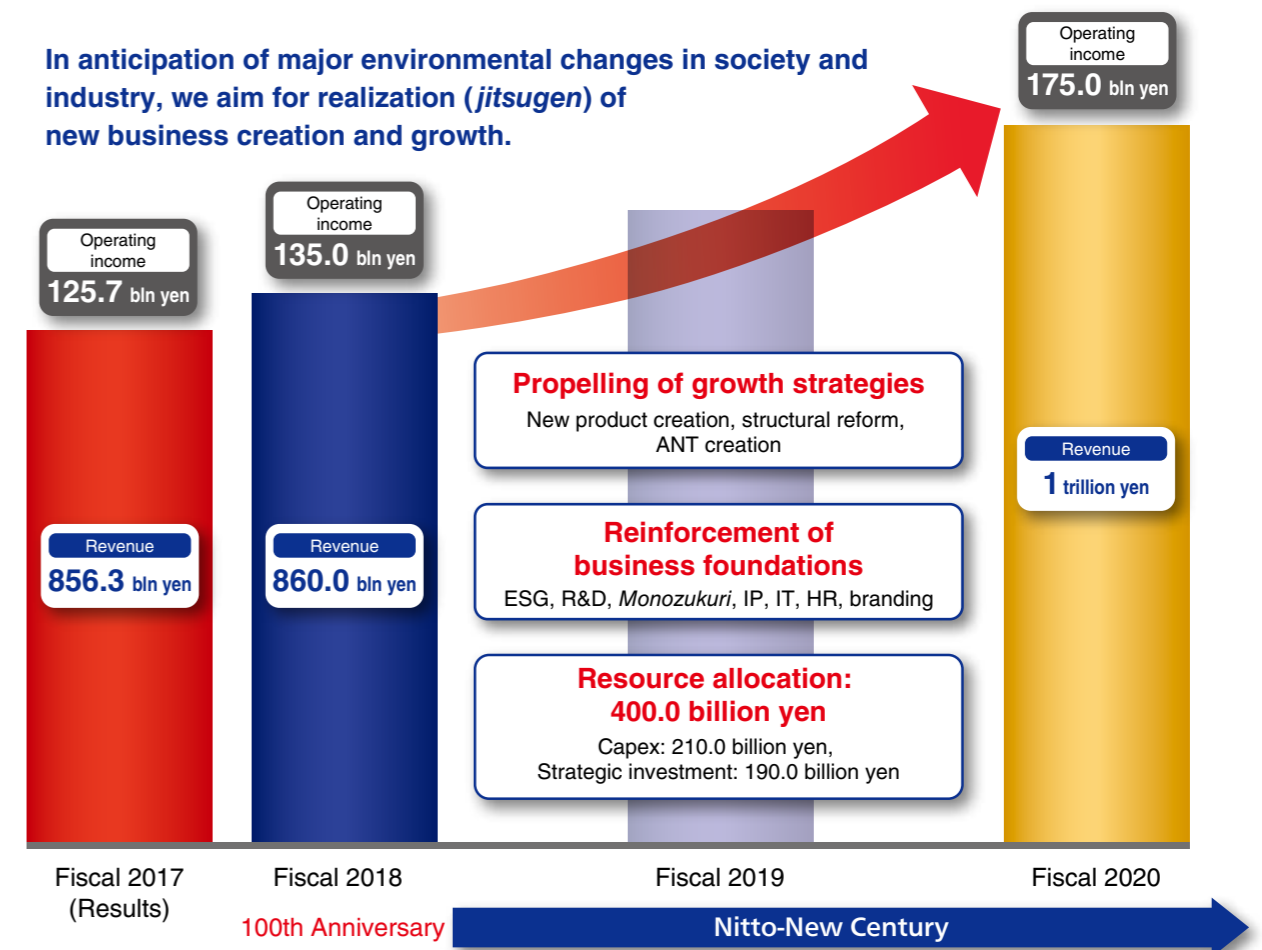 In anticipation of major environmental changes in society and
industry, we aim for realization (jitsugen) of
new business creation and growth.
Operating
income
125.7 bln yen
Revenue
856.3 bln yen
Operating
income
135.0 bln yen
Revenue
860.0 bln yen
Propelling of growth strategies
New product creation, structural reform,
ANT creation
Reinforcement of
business foundations
ESG, R&D, Monozukuri, IP, IT, HR, branding
Resource allocation:
400.0 billion yen
Capex: 210.0 billion yen,
Strategic investment: 190.0 billion yen
Operating
income
175.0 bln yen
Revenue
1 trillion yen
Fiscal 2017
(Results)
Fiscal 2018
Fiscal 2019
Fiscal 2020
100th Anniversary
Nitto-New Century